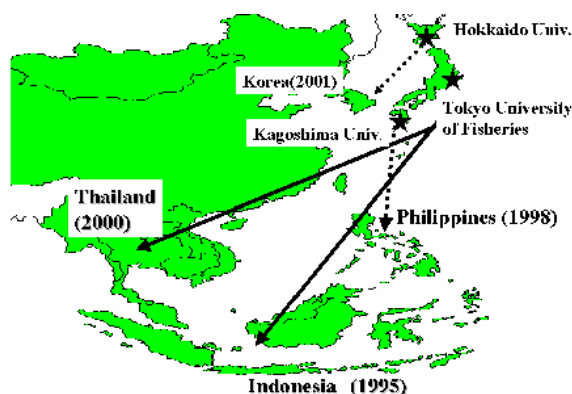 Hokkaido Univ.
Korea(2001)
Tokyo University
of Fisheries
Kagoshima Univ.
Thailand
(2000)
Philippines (1998)
Indonesia (1995)